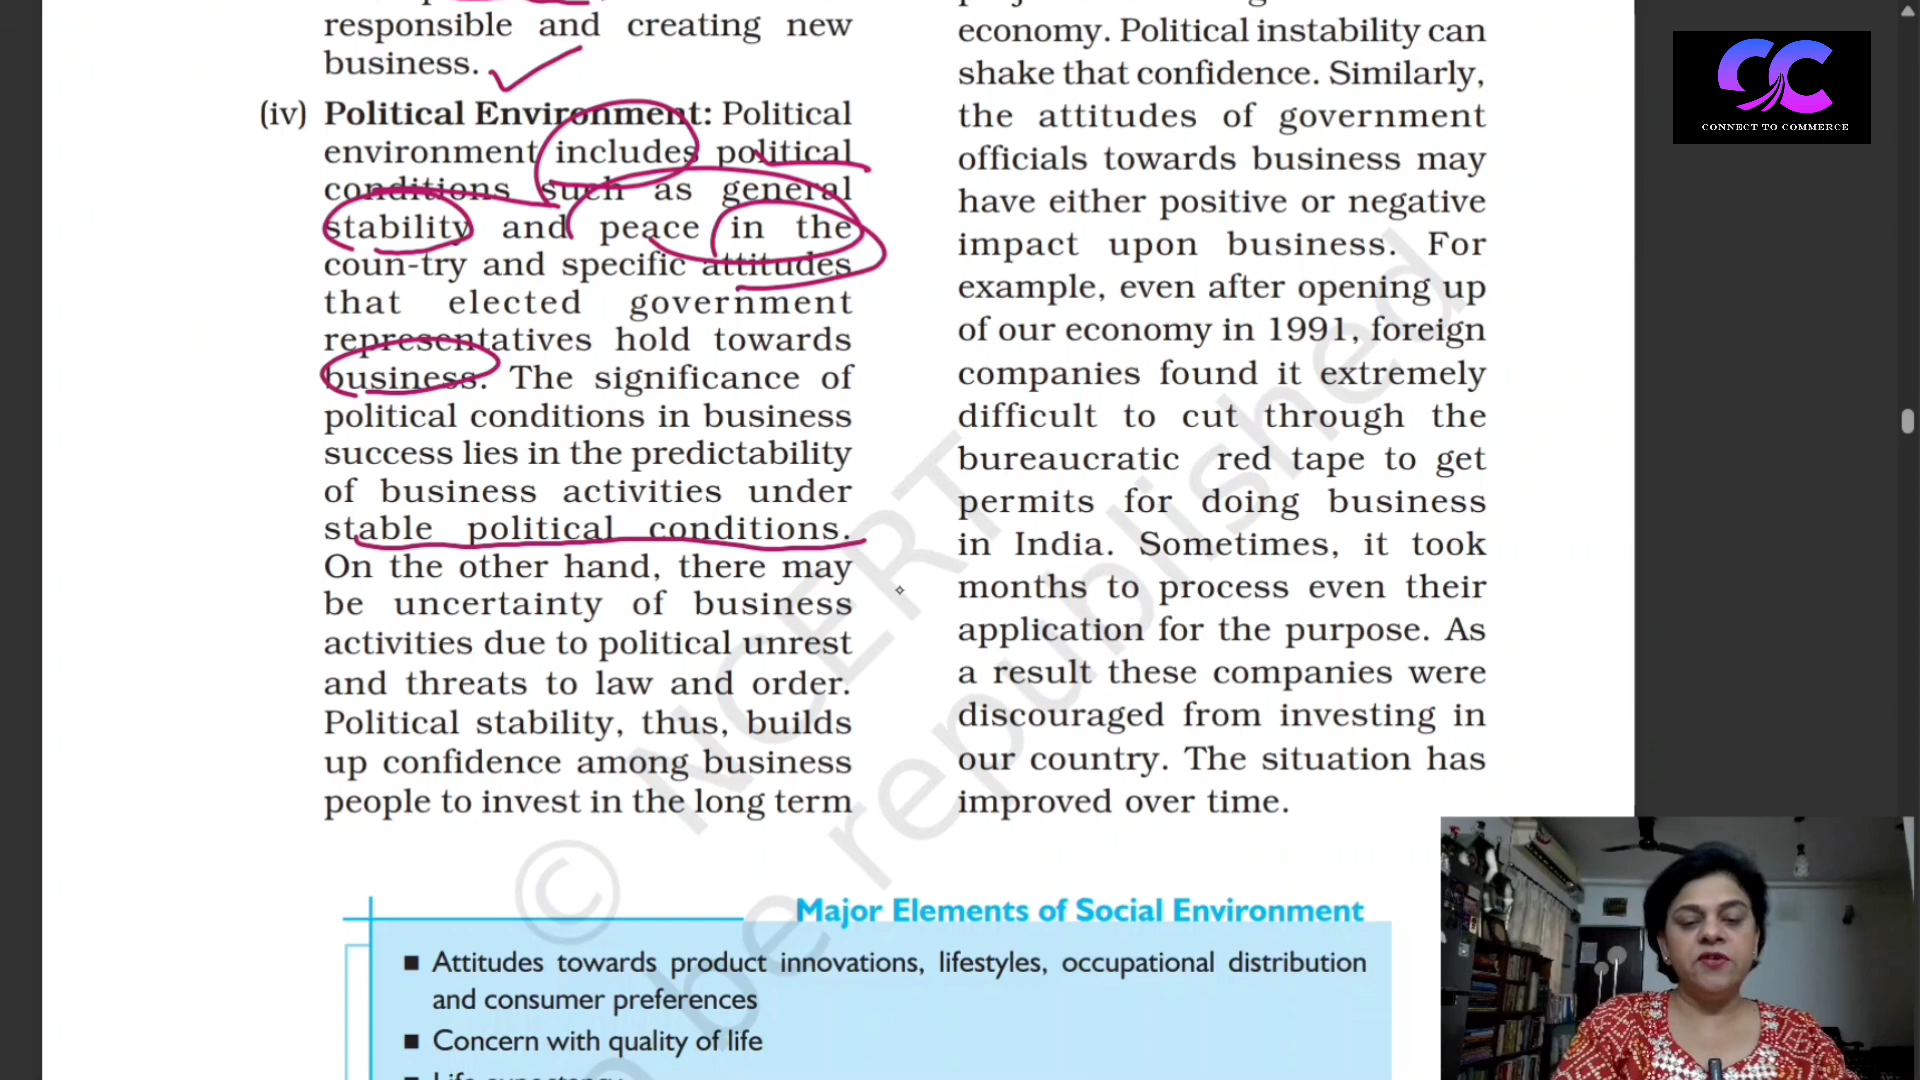 responsible and creating new
business.
(iv) Political Environment: Political
environment includes political
conditions such as general
stability and peace in the
coun-try and specific attitudes
that elected government
representatives hold towards
business. The significance of
political conditions in business
success lies in the predictability
of business activities under
stable political conditions.
On the other hand, there may
be uncertainty of business
activities due to political unrest
and threats to law and order.
Political stability, thus, builds
up confidence among business
people to invest in the long term
economy. Political instability can
shake that confidence. Similarly,
the attitudes of government
officials towards business may
have either positive or negative
impact upon business. For
example, even after opening up
of our economy in 1991, foreign
companies found it extremely
difficult to cut through the
bureaucratic red tape to get
permits for doing business
in India. Sometimes, it took
months to process even their
application for the purpose. As
a result these companies were
discouraged from investing in
our country. The situation has
improved over time.
© NCERT
be republished
Major Elements of Social Environment
■ Attitudes towards product innovations, lifestyles, occupational distribution
and consumer preferences
■ Concern with quality of life
CC
CONNECT TO COMMERCE